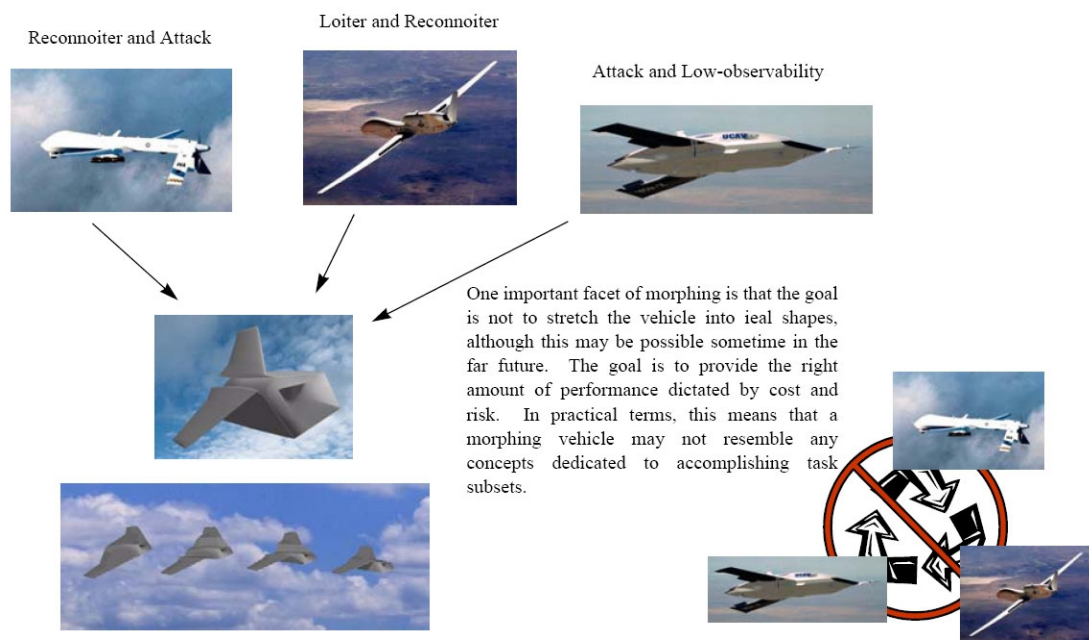 Loiter and Reconnoiter
Reconnoiter and Attack
Attack and Low-observability
UCAV
One important facet of morphing is that the goal
is not to stretch the vehicle into ieal shapes,
although this may be possible sometime in the
far future. The goal is to provide the right
amount of performance dictated by cost and
risk. In practical terms, this means that a
morphing vehicle may not resemble any
concepts dedicated to accomplishing task
subsets.
UCAV